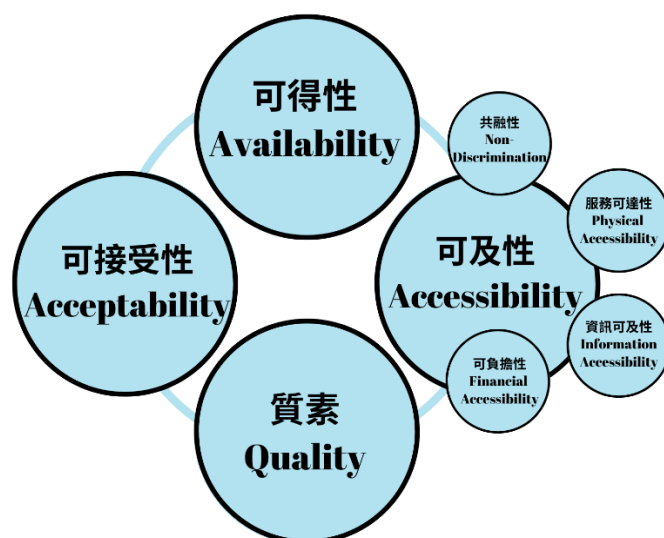 可得性
Availability
共融性
Non-
Discrimination
服務可達性
Physical
Accessibility
可接受性
Acceptability
可及性
Accessibility
資訊可及性
Information
Accessibility
可負擔性
Financial
Accessibility
質素
Quality